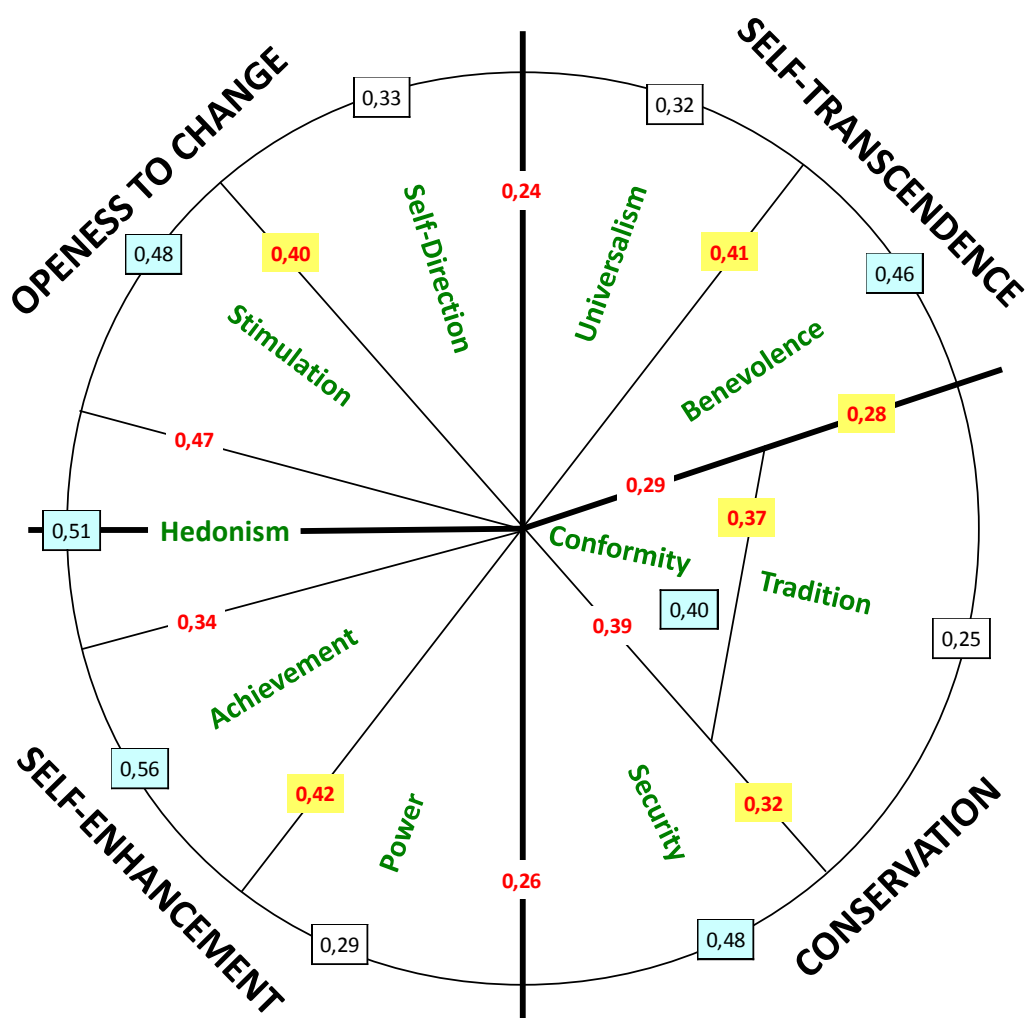 OPENESS TO CHANGE
SELF-TRANSCENDENCE
0,33
0,32
0,24
Self-Direction
Universalism
0,48
0,40
0,41
0,46
Stimulation
Benevolence
0,28
0,47
0,29
0,51
Hedonism
Conformity
0,37
Tradition
0,40
0,34
0,39
0,25
Achievement
0,56
0,42
Power
Security
0,32
0,26
0,29
0,48
SELF-ENHANCEMENT
CONSERVATION